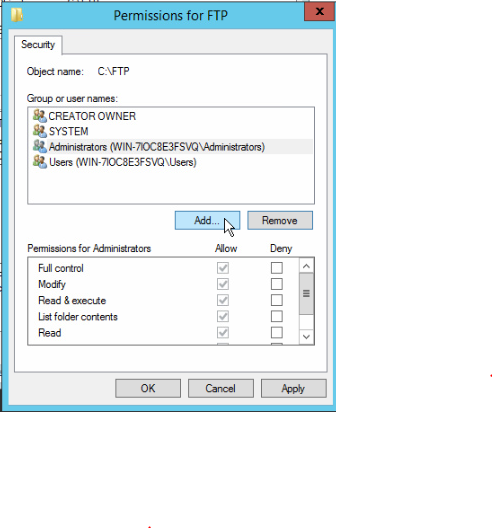 Permissions for FTP
x
Security
Object name: C:\FTP
Group or user names:
CREATOR OWNER
SYSTEM
Administrators (WIN-7IOC8E3FSVQ\Administrators)
Users (WIN-7IOC8E3FSVQ\Users)
Add... Remove
Permissions for Administrators Allow Deny
Full control
Modify
Read & execute
List folder contents
Read
OK Cancel Apply